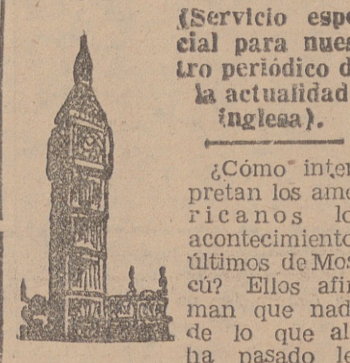 (Servicio espe
cial para nues
tro periódico d
la actualidad
inglesa).
¿Cómo inter
pretan los ame
ricanos lo
acontecimiento
últimos de Mos
cú? Ellos afir
man que nad
de lo que al
ha pasado le